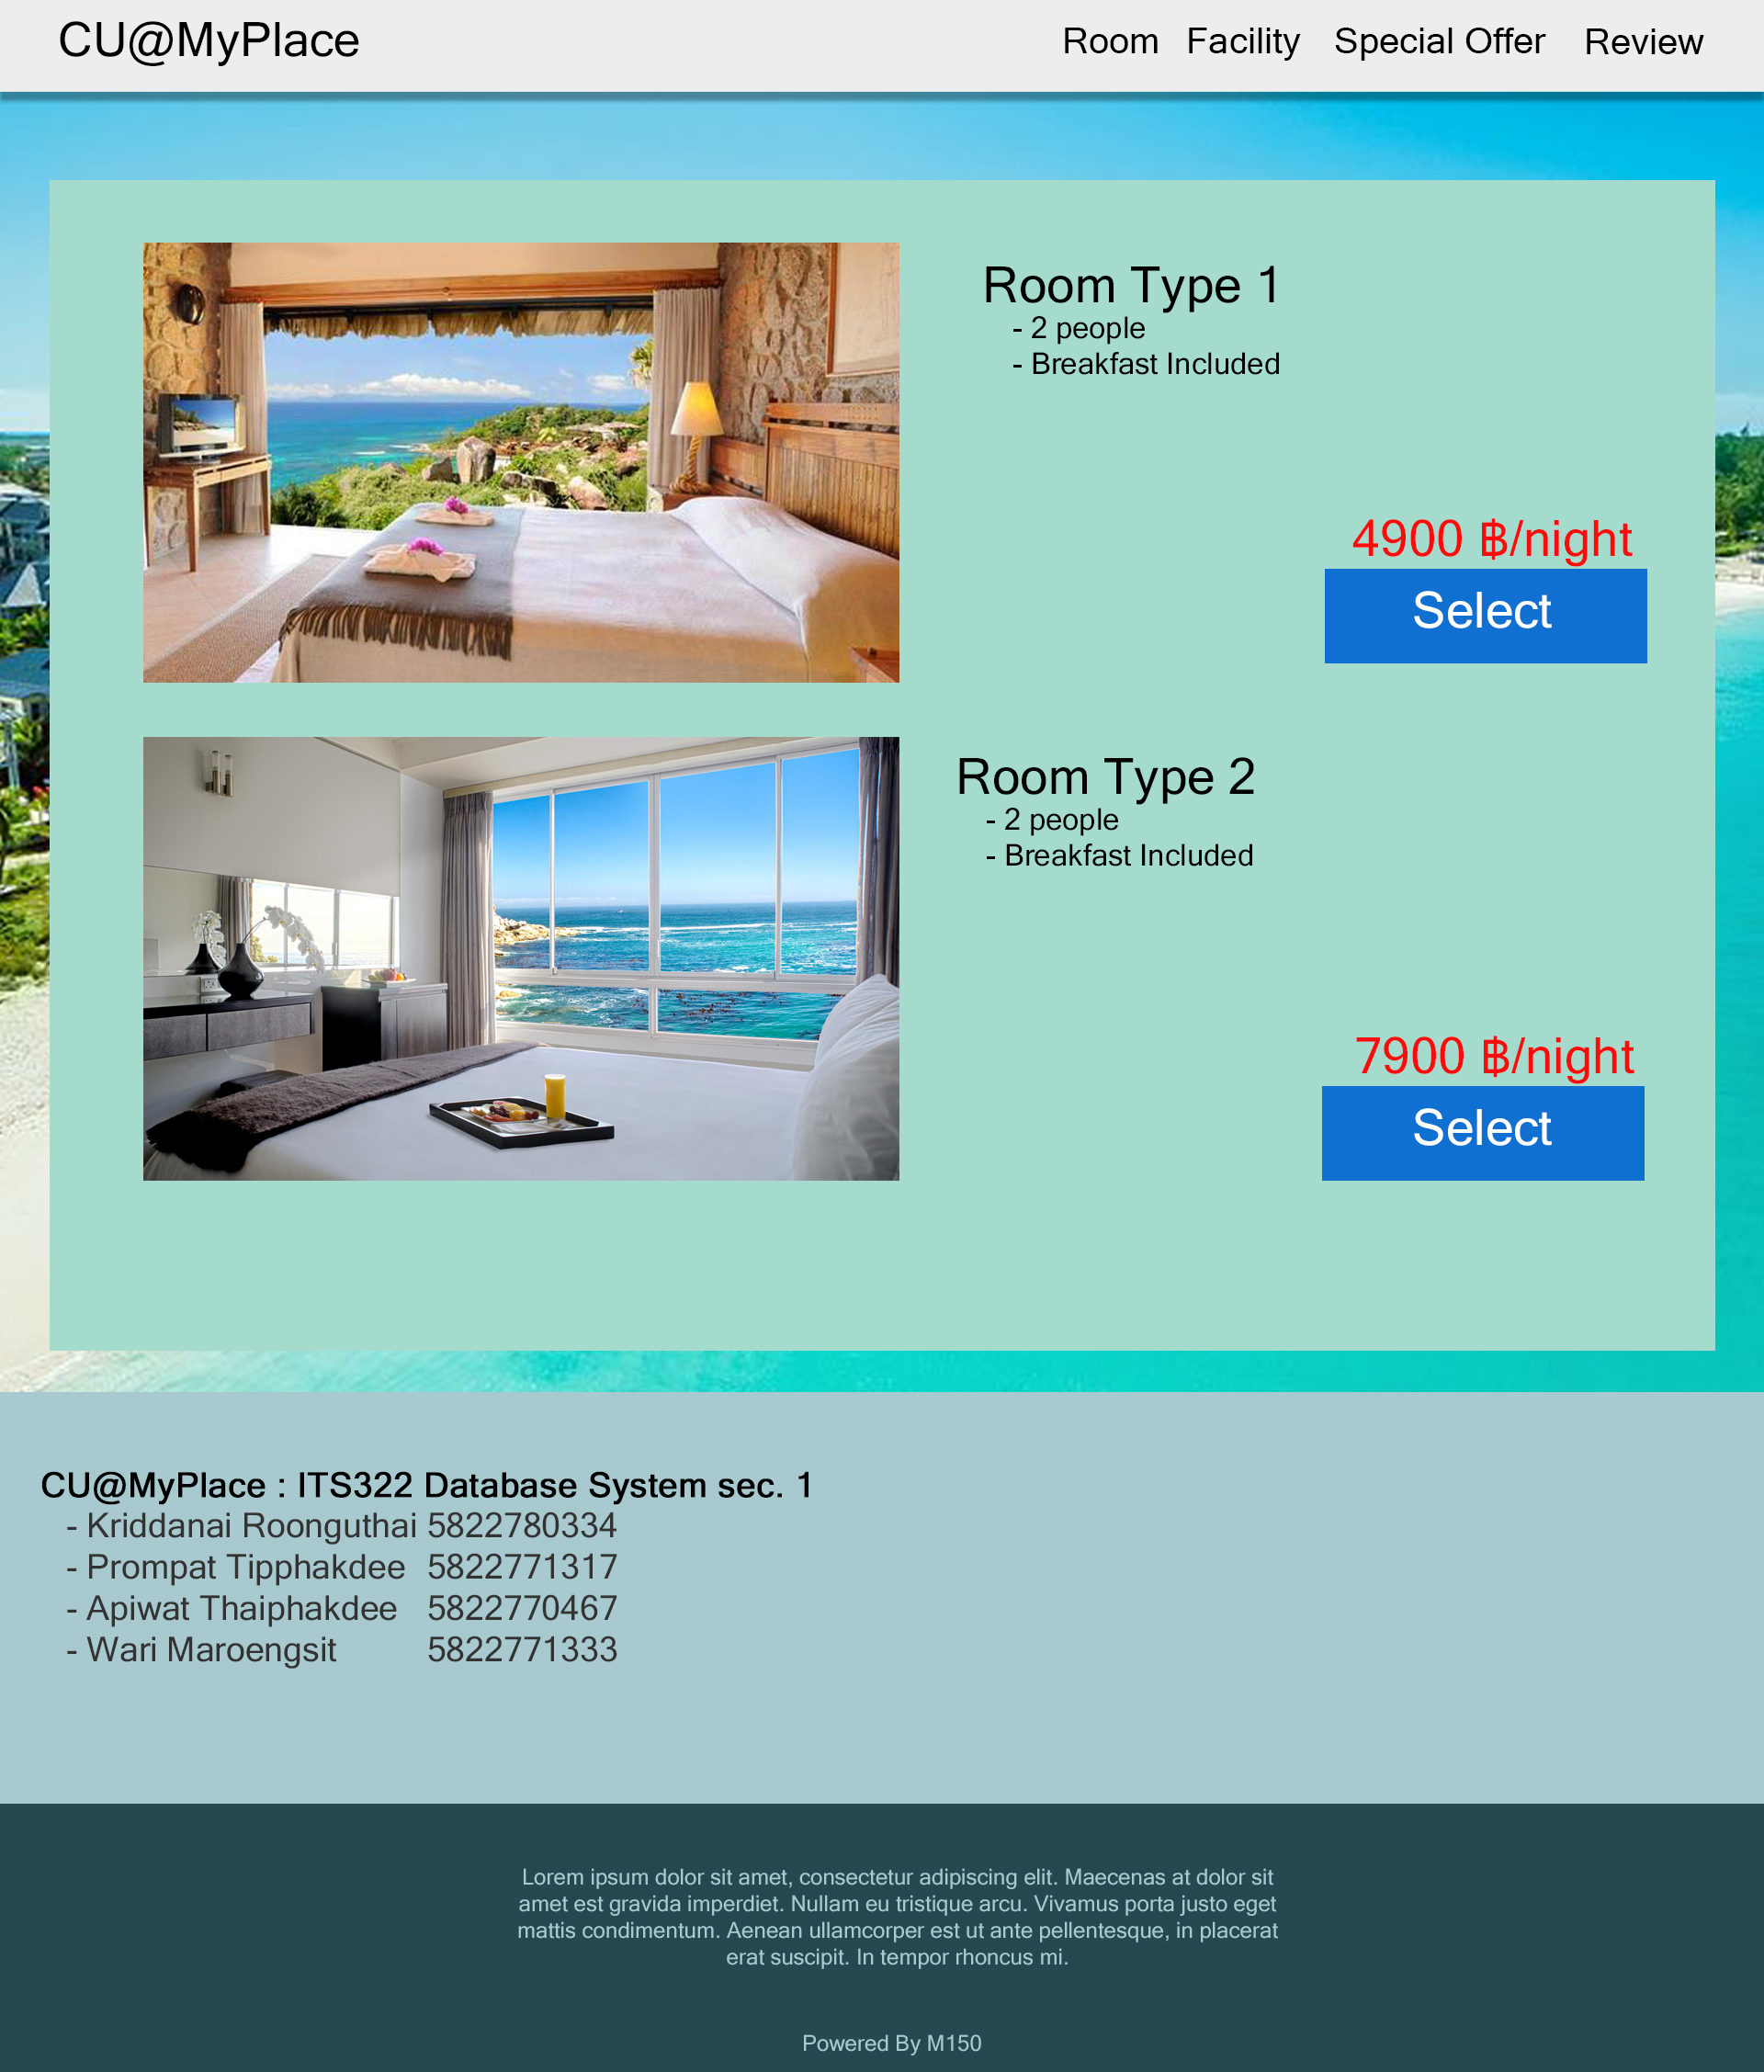 CU@MyPlace
Room Facility Special Offer Review
Room Type 1
- 2 people
- Breakfast Included
4900 ฿/night
Select
Room Type 2
- 2 people
- Breakfast Included
7900 ฿/night
Select
CU@MyPlace : ITS322 Database System sec. 1
- Kriddanai Roonguthai 5822780334
- Prompat Tipphakdee 5822771317
- Apiwat Thaiphakdee 5822770467
- Wari Maroengsit 5822771333
Lorem ipsum dolor sit amet, consectetur adipiscing elit. Maecenas at dolor sit
amet est gravida imperdiet. Nullam eu tristique arcu. Vivamus porta justo eget
mattis condimentum. Aenean ullamcorper est ut ante pellentesque, in placerat
erat suscipit. In tempor rhoncus mi.
Powered By M150